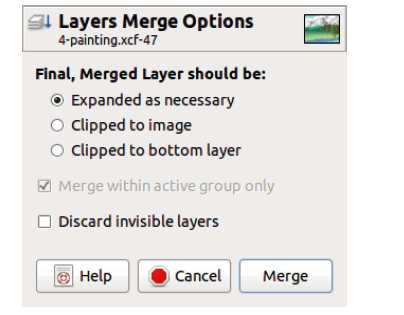 Layers Merge Options
4-painting.xcf-47
Final, Merged Layer should be:
Expanded as necessary
Clipped to image
Clipped to bottom layer
Merge within active group only
Discard invisible layers
Help Cancel Merge